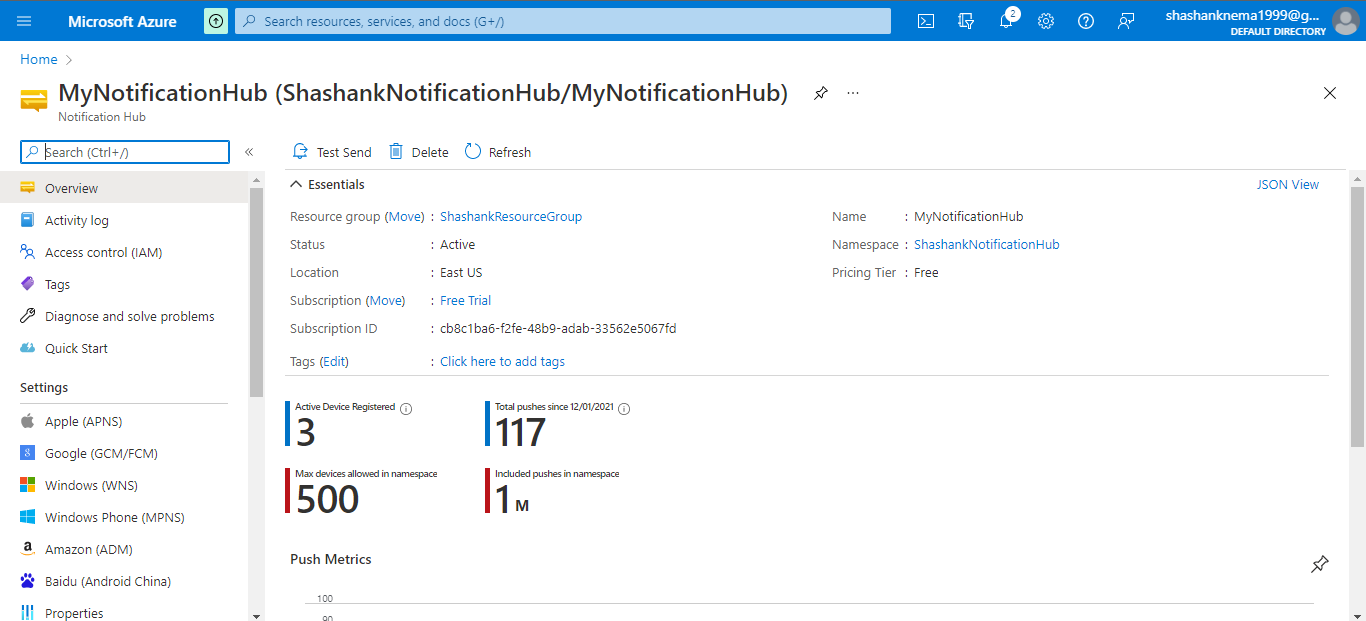 Microsoft Azure
Search resources, services, and docs (G+/)
2
shashanknema1999@g...
DEFAULT DIRECTORY
Home
MyNotificationHub (ShashankNotificationHub/MyNotificationHub)
...
Notification Hub
Search (Ctrl+/)
«
Test Send
Delete
Refresh
Overview
Activity log
Access control (IAM)
Tags
Diagnose and solve problems
Quick Start
Settings
Apple (APNS)
Google (GCM/FCM)
Windows (WNS)
Windows Phone (MPNS)
Amazon (ADM)
Baidu (Android China)
Properties
Essentials
JSON View
Resource group (Move) : ShashankResourceGroup
Status : Active
Location : East US
Subscription (Move) : Free Trial
Subscription ID : cb8c1ba6-f2fe-48b9-adab-33562e5067fd
Tags (Edit) : Click here to add tags
Name : MyNotificationHub
Namespace : ShashankNotificationHub
Pricing Tier : Free
Active Device Registered
3
Total pushes since 12/01/2021
117
Max devices allowed in namespace
500
Included pushes in namespace
1 M
Push Metrics
100
90